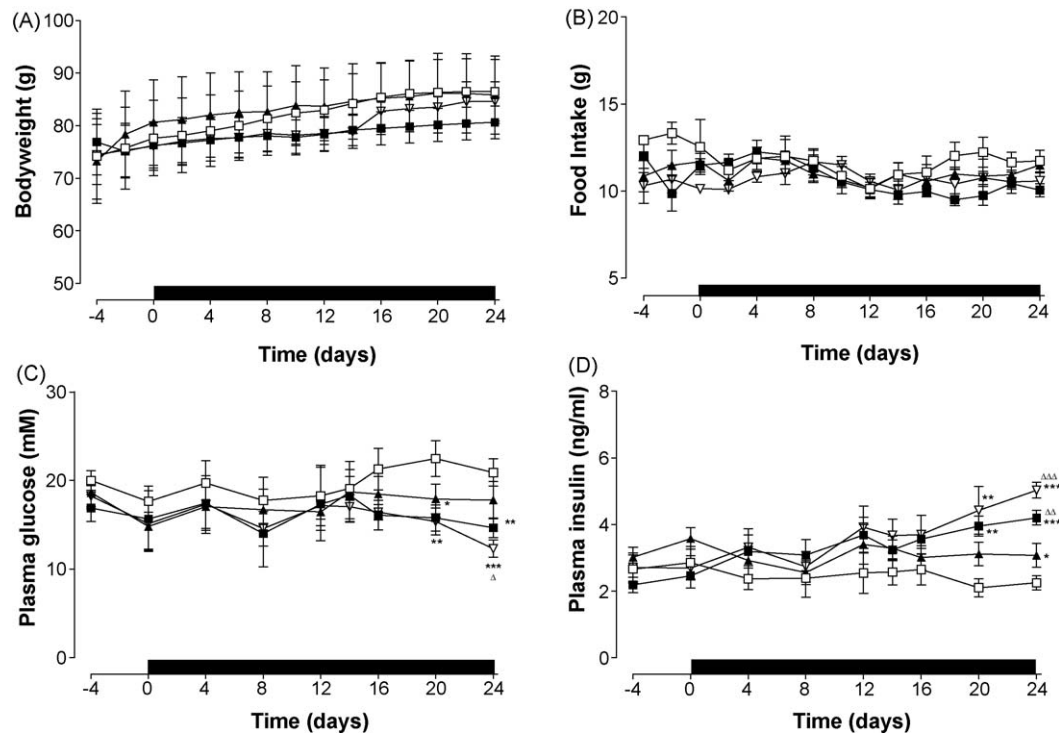 (A)
100
90
80
70
60
50
Bodyweight (g)
-4 0 4 8 12 16 20 24
Time (days)
(B)
20
15
10
5
Food Intake (g)
-4 0 4 8 12 16 20 24
Time (days)
(C)
30
20
10
0
Plasma glucose (mM)
*
**
**
***
Δ
-4 0 4 8 12 16 20 24
Time (days)
(D)
8
6
4
2
0
Plasma insulin (ng/ml)
ΔΔΔ
***
**
ΔΔ
***
**
*
-4 0 4 8 12 16 20 24
Time (days)